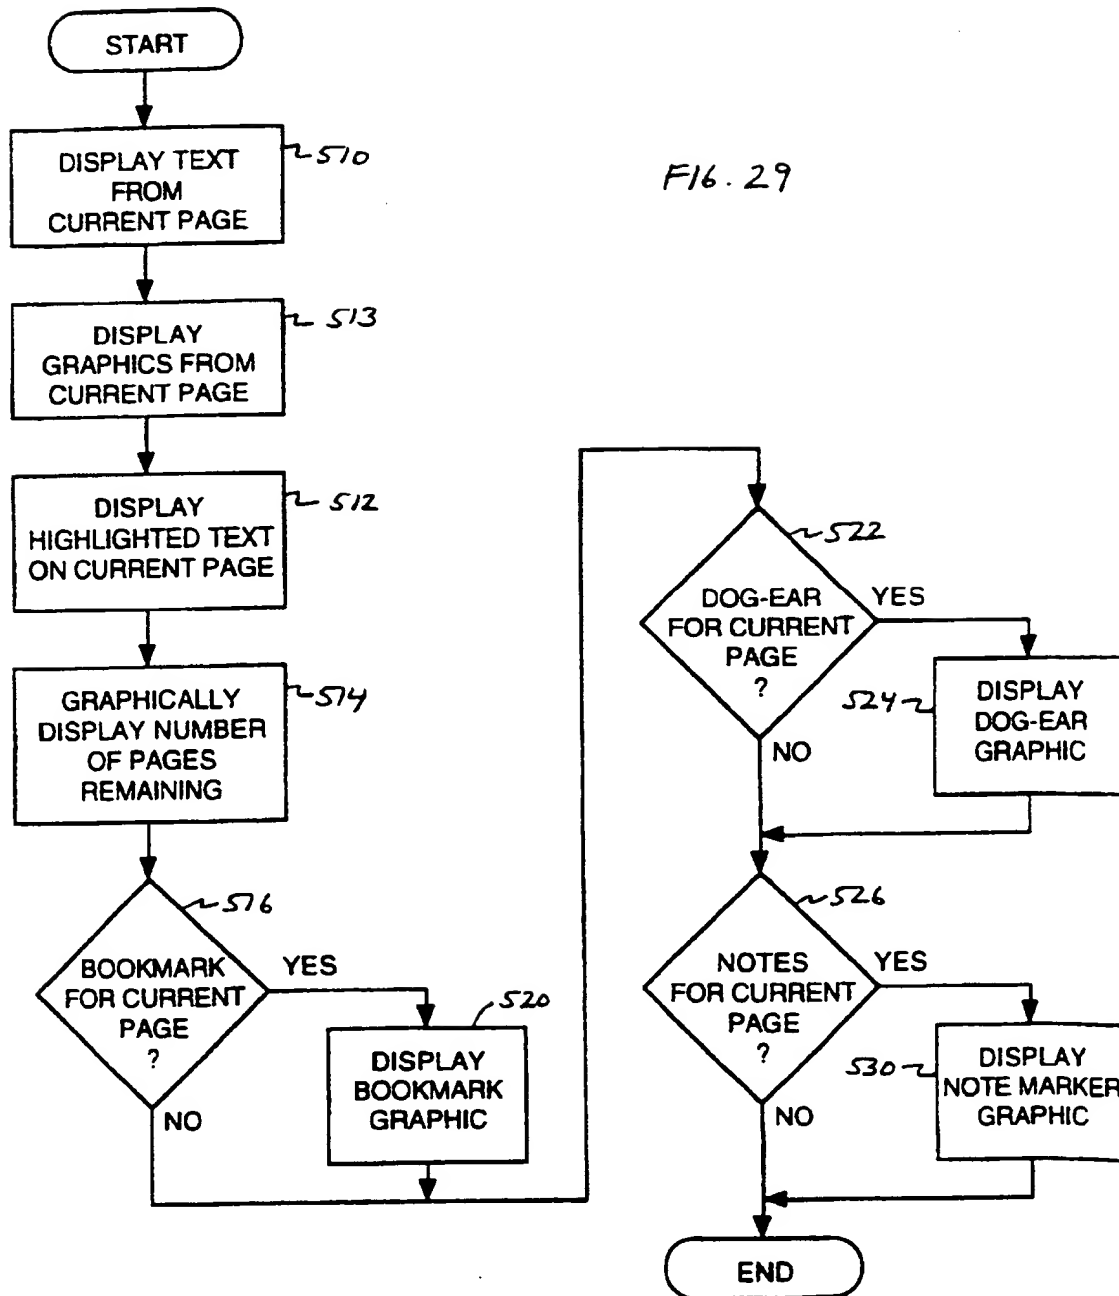 START
DISPLAY TEXT
FROM
CURRENT PAGE
510
FIG. 29
DISPLAY
GRAPHICS FROM
CURRENT PAGE
513
DISPLAY
HIGHLIGHTED TEXT
ON CURRENT PAGE
512
GRAPHICALLY
DISPLAY NUMBER
OF PAGES
REMAINING
514
BOOKMARK
FOR CURRENT
PAGE
?
516
YES
NO
DISPLAY
BOOKMARK
GRAPHIC
520
DOG-EAR
FOR CURRENT
PAGE
?
522
YES
NO
DISPLAY
DOG-EAR
GRAPHIC
524
NOTES
FOR CURRENT
PAGE
?
526
YES
NO
DISPLAY
NOTE MARKER
GRAPHIC
530
END